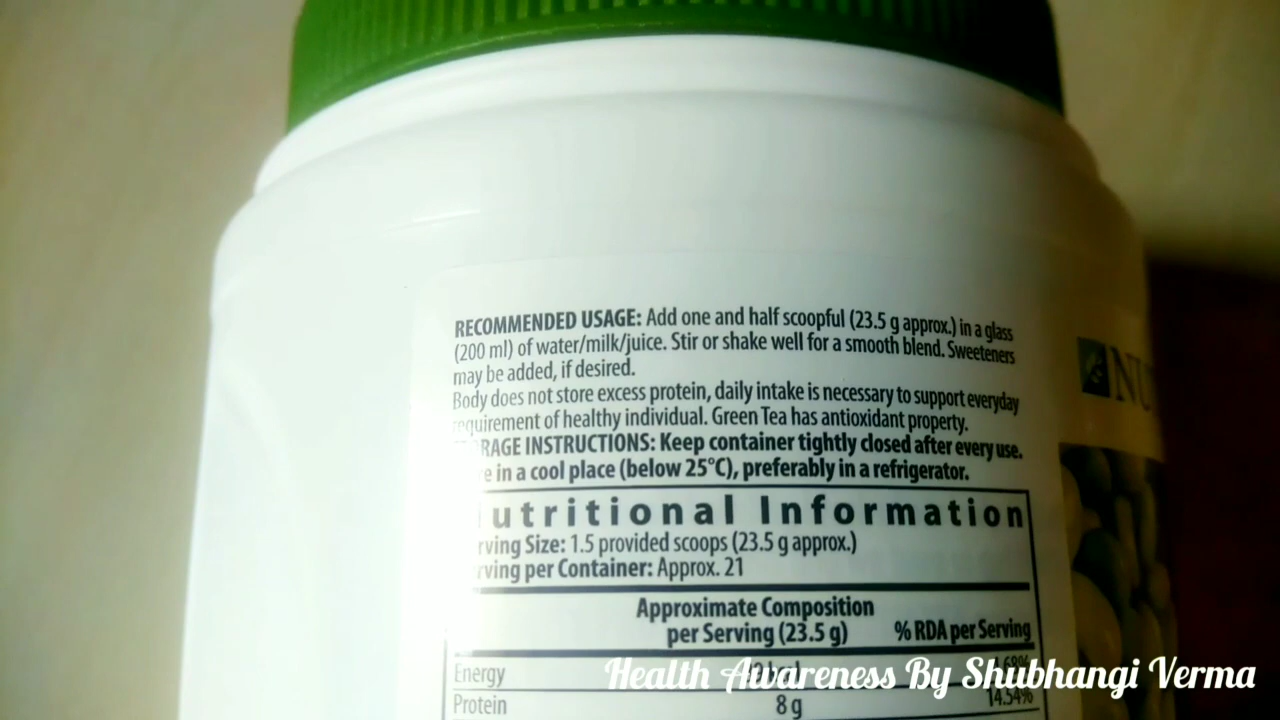 RECOMMENDED USAGE: Add one and half scoopful (23.5 g approx.) in a glass
(200 ml) of water/milk/juice. Stir or shake well for a smooth blend. Sweeteners
may be added, if desired.
Body does not store excess protein, daily intake is necessary to support everyday
requirement of healthy individual. Green Tea has antioxidant property.
RAGE INSTRUCTIONS: Keep container tightly closed after every use.
e in a cool place (below 25°C), preferably in a refrigerator.
utritional Information
rving Size: 1.5 provided scoops (23.5 g approx.)
rving per Container: Approx. 21
Approximate Composition
per Serving (23.5 g) % RDA per Serving
Energy
Protein 8 g 14.54%
NU
Health Awareness By Shubhangi Verma